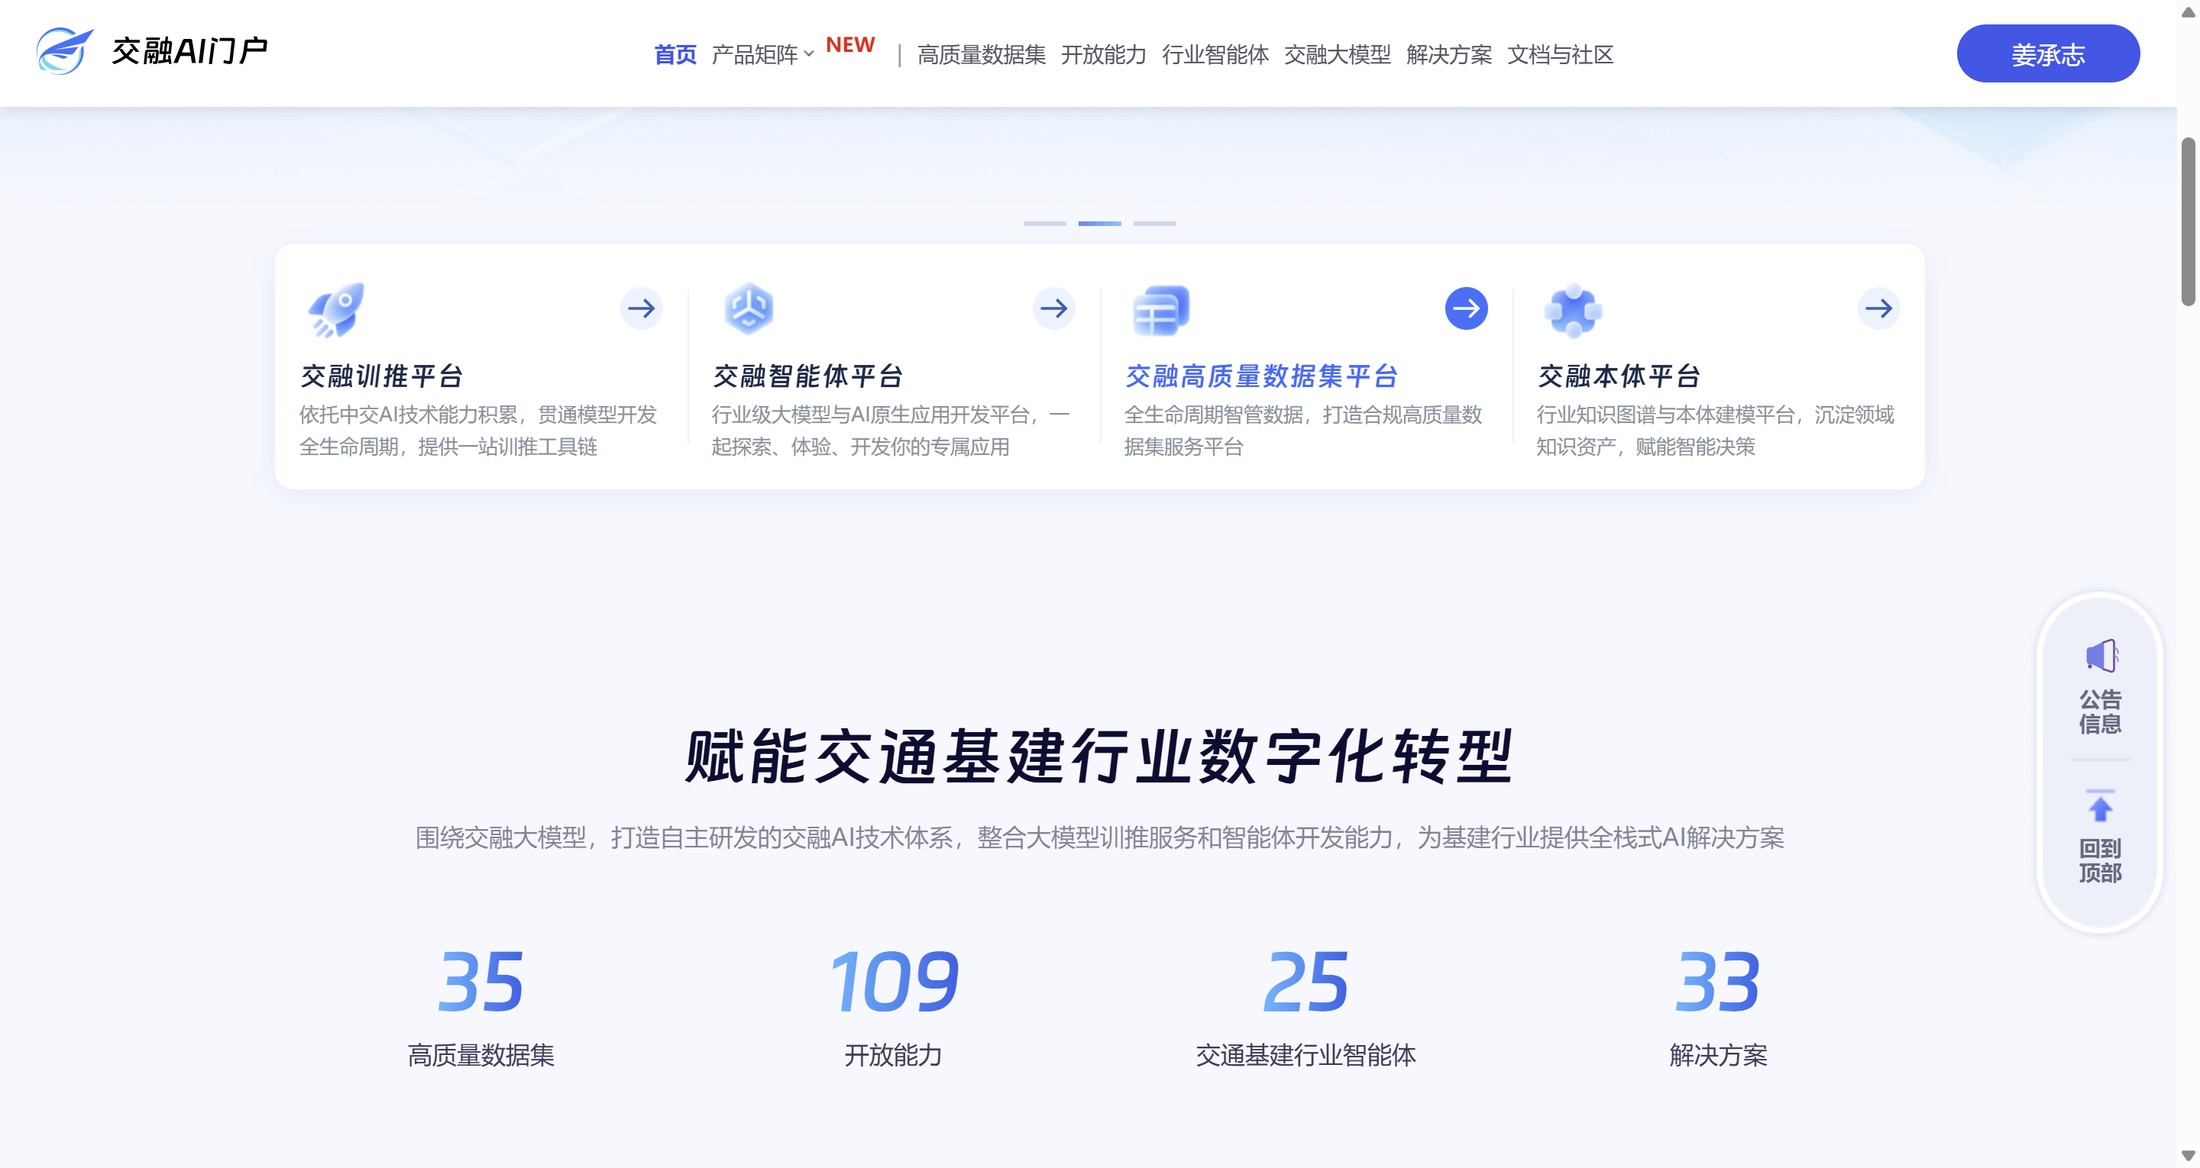 交融AI门户
首页 产品矩阵 NEW | 高质量数据集 开放能力 行业智能体 交融大模型 解决方案 文档与社区
姜承志
交融训推平台
依托中交AI技术能力积累，贯通模型开发
全生命周期，提供一站训推工具链
交融智能体平台
行业级大模型与AI原生应用开发平台，一
起探索、体验、开发你的专属应用
交融高质量数据集平台
全生命周期智管数据，打造合规高质量数
据集服务平台
交融本体平台
行业知识图谱与本体建模平台，沉淀领域
知识资产，赋能智能决策
公告
信息
回到
顶部
赋能交通基建行业数字化转型
围绕交融大模型，打造自主研发的交融AI技术体系，整合大模型训推服务和智能体开发能力，为基建行业提供全栈式AI解决方案
35
高质量数据集
109
开放能力
25
交通基建行业智能体
33
解决方案